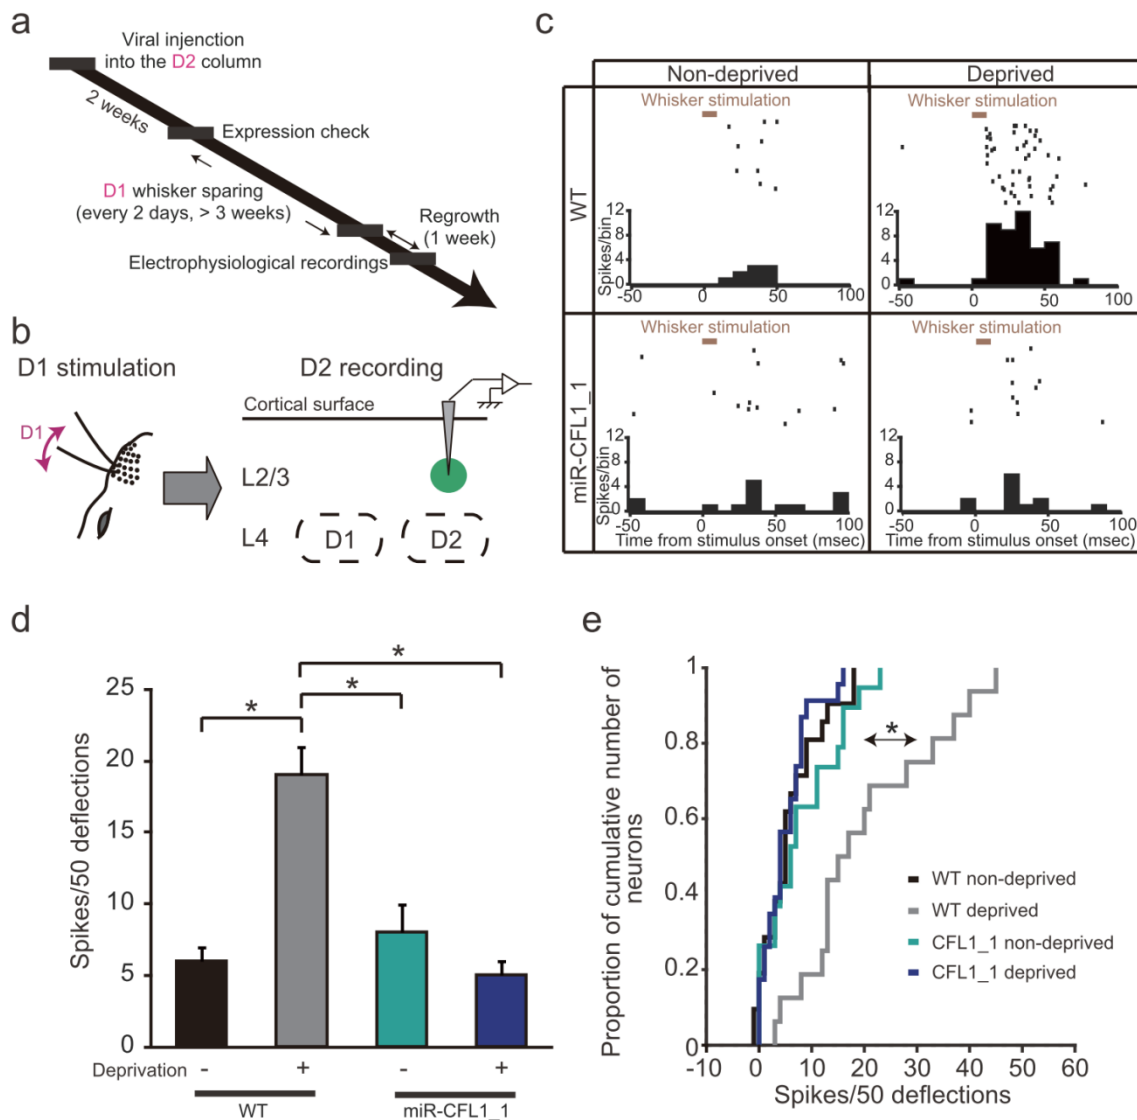 a
Viral injenction
into the D2 column
2 weeks
Expression check
D1 whisker sparing
(every 2 days, > 3 weeks)
Regrowth
(1 week)
Electrophysiological recordings
b
D1 stimulation
D2 recording
Cortical surface
D1
L2/3
L4
D1
D2
c
Non-deprived
Deprived
WT
Whisker stimulation
Whisker stimulation
Spikes/bin
12
8
4
0
-50
0
50
100
12
8
4
0
-50
0
50
100
miR-CFL1_1
Whisker stimulation
Whisker stimulation
Spikes/bin
12
8
4
0
-50
0
50
100
Time from stimulus onset (msec)
12
8
4
0
-50
0
50
100
Time from stimulus onset (msec)
d
Spikes/50 deflections
25
20
15
10
5
0
*
*
*
Deprivation
-
+
-
+
WT
miR-CFL1_1
e
Proportion of cumulative number of
neurons
1
0.8
0.6
0.4
0.2
0
*
WT non-deprived
WT deprived
CFL1_1 non-deprived
CFL1_1 deprived
-10
0
10
20
30
40
50
60
Spikes/50 deflections